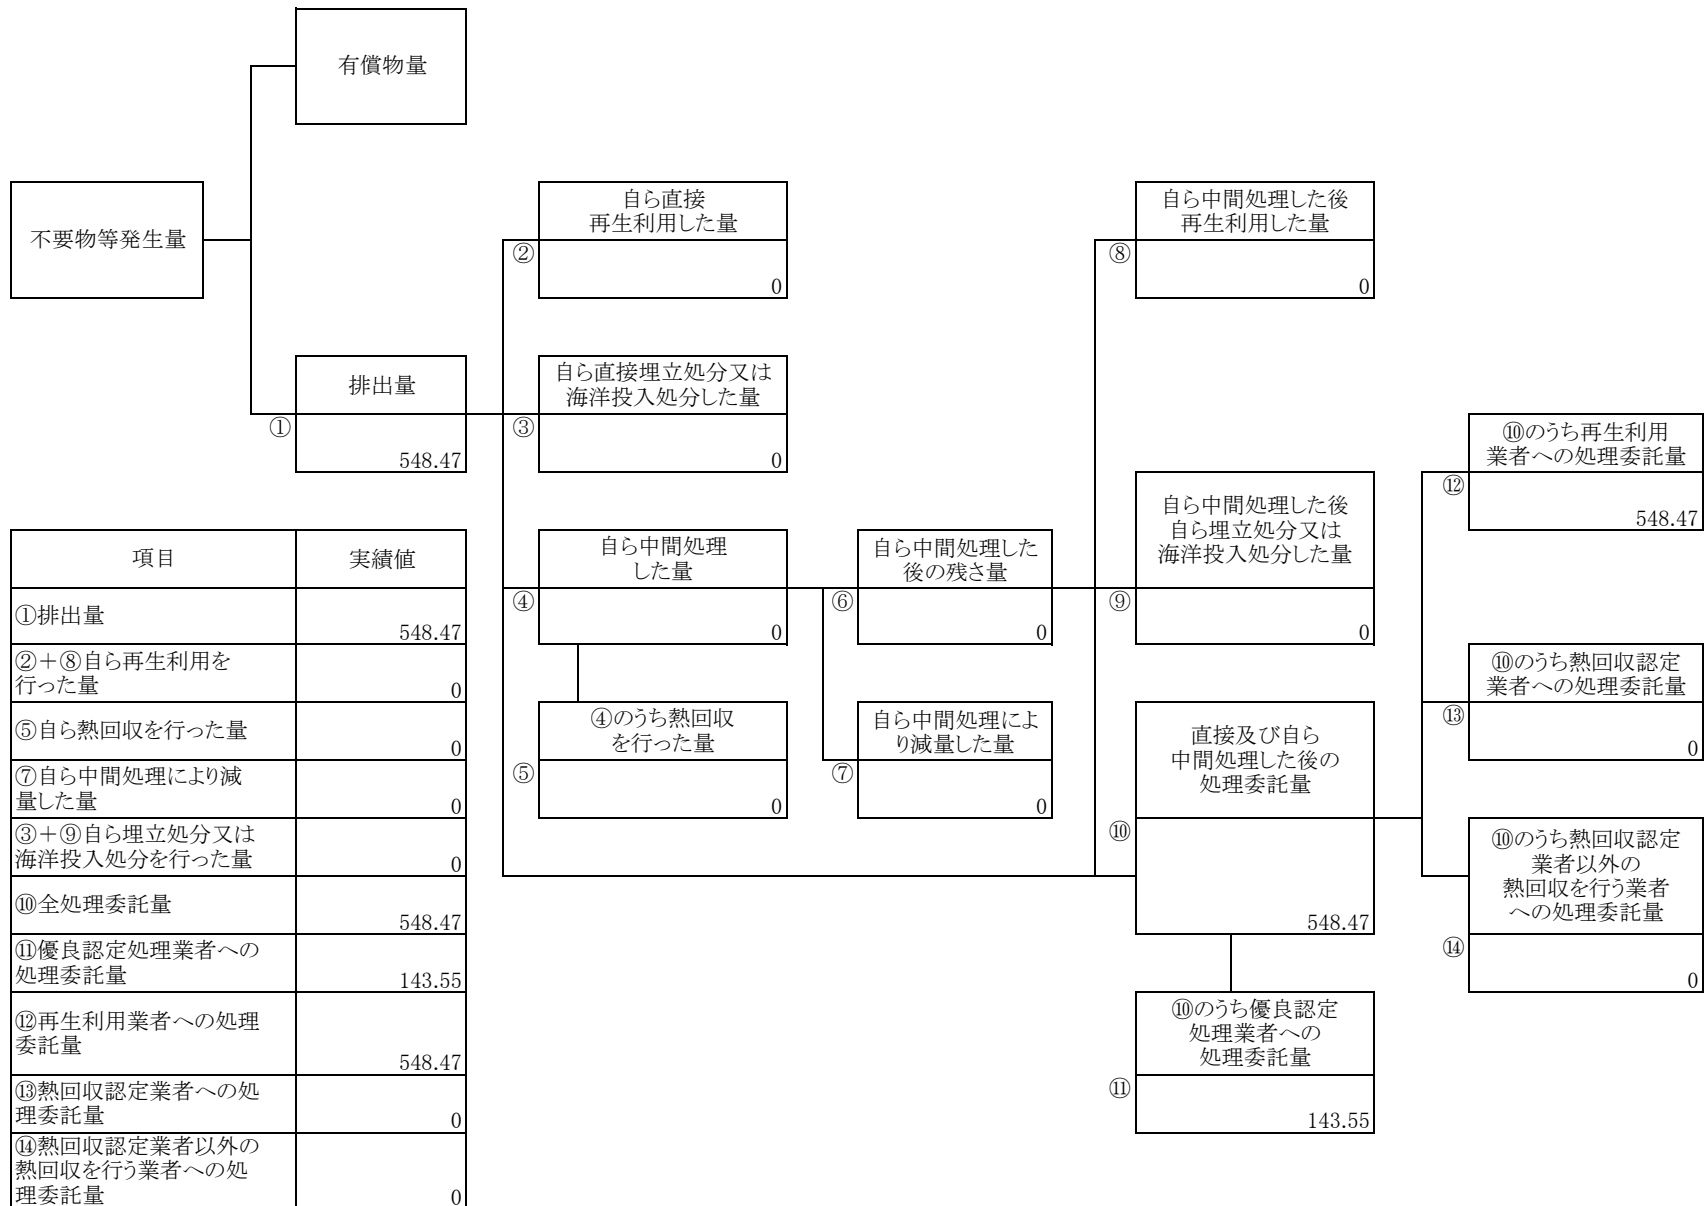 有償物量
不要物等発生量
自ら直接
再生利用した量
②
0
自ら中間処理した後
再生利用した量
⑧
0
排出量
①
548.47
自ら直接埋立処分又は
海洋投入処分した量
③
0
⑩のうち再生利用
業者への処理委託量
⑫
548.47
自ら中間処理
した量
④
0
自ら中間処理した
後の残さ量
⑥
0
自ら中間処理した後
自ら埋立処分又は
海洋投入処分した量
⑨
0
⑩のうち熱回収認定
業者への処理委託量
⑬
0
④のうち熱回収
を行った量
⑤
0
自ら中間処理によ
り減量した量
⑦
0
直接及び自ら
中間処理した後の
処理委託量
⑩
548.47
⑩のうち熱回収認定
業者以外の
熱回収を行う業者
への処理委託量
⑭
0
⑩のうち優良認定
処理業者への
処理委託量
⑪
143.55
項目
実績値
①排出量
548.47
②+⑧自ら再生利用を
行った量
0
⑤自ら熱回収を行った量
0
⑦自ら中間処理により減
量した量
0
③+⑨自ら埋立処分又は
海洋投入処分を行った量
0
⑩全処理委託量
548.47
⑪優良認定処理業者への
処理委託量
143.55
⑫再生利用業者への処理
委託量
548.47
⑬熱回収認定業者への処
理委託量
0
⑭熱回収認定業者以外の
熱回収を行う業者への処
理委託量
0